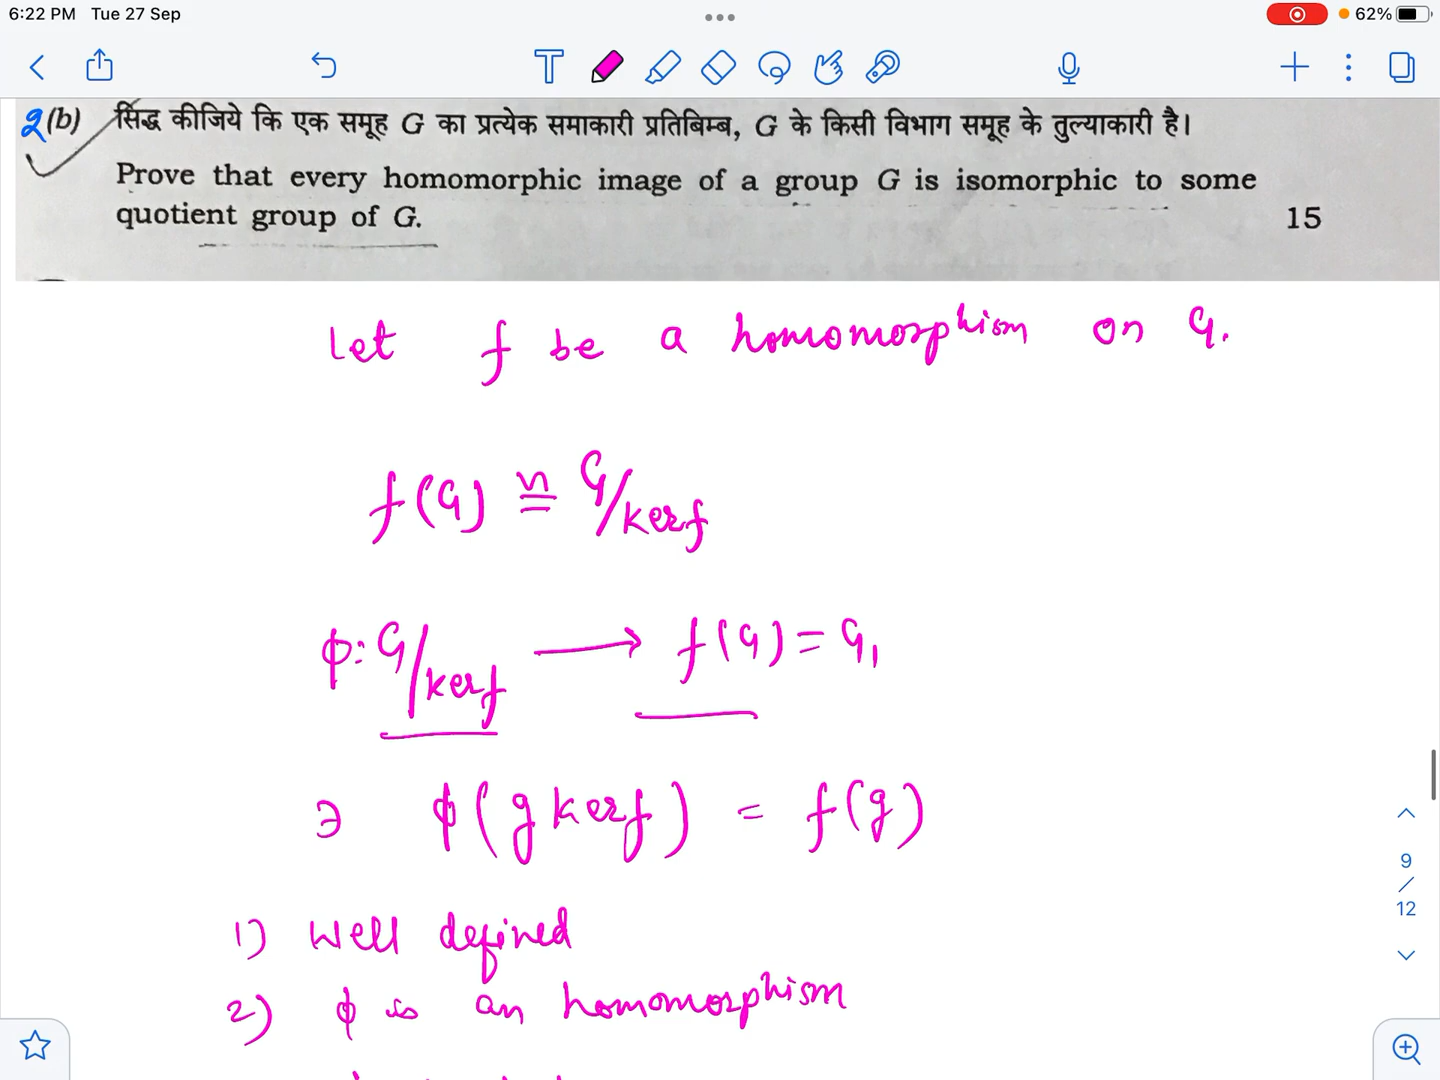 6:22 PM Tue 27 Sep
62%
T
2(b) सिद्ध कीजिये कि एक समूह G का प्रत्येक समाकारी प्रतिबिम्ब, G के किसी विभाग समूह के तुल्याकारी है।
Prove that every homomorphic image of a group G is isomorphic to some
quotient group of G.
15
Let f be a homomorphism on G.
f(G) ≅ G/kerf
ϕ: G/kerf ⟶ f(G) = G₁
∋ ϕ(g kerf) = f(g)
1) Well defined
2) ϕ is an homomorphism
9
/
12